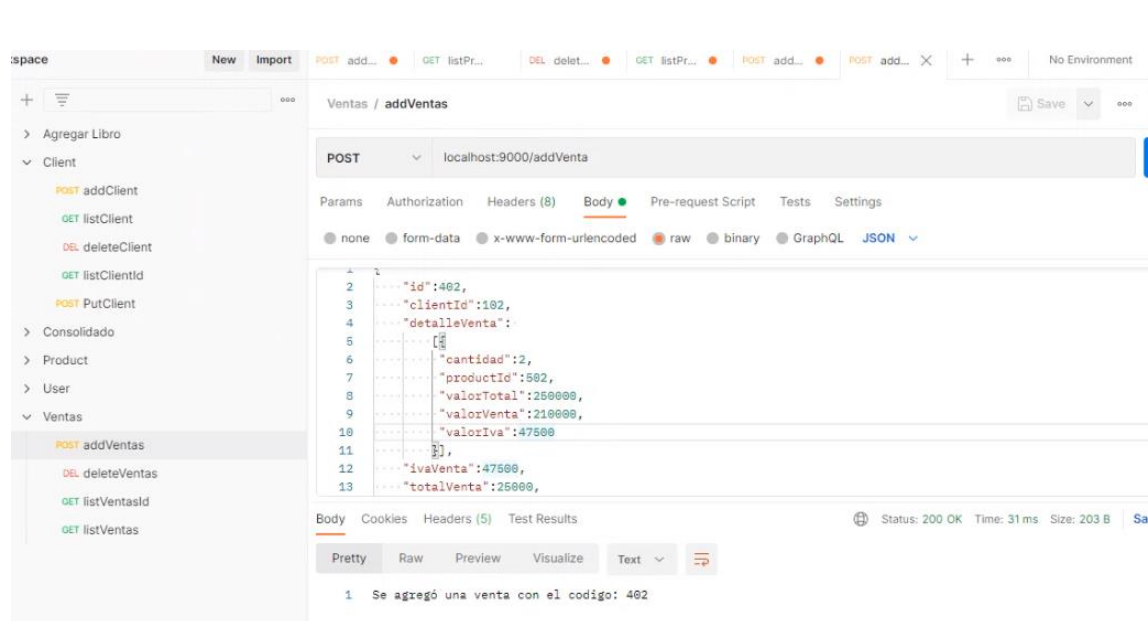 New Import
POST add... GET listPr... DEL delet... GET listPr... POST add... POST add... No Environment
Ventas / addVentas
Save
Agregar Libro
Client
POST addClient
GET listClient
DEL deleteClient
GET listClientId
POST PutClient
Consolidado
Product
User
Ventas
POST addVentas
DEL deleteVentas
GET listVentasId
GET listVentas
POST localhost:9000/addVenta
Params Authorization Headers (8) Body Pre-request Script Tests Settings
none form-data x-www-form-urlencoded raw binary GraphQL JSON
2 "id":402,
3 "clientId":102,
4 "detalleVenta":
5 [{
6 "cantidad":2,
7 "productId":502,
8 "valorTotal":250000,
9 "valorVenta":210000,
10 "valorIva":47500
11 }],
12 "ivaVenta":47500,
13 "totalVenta":25000,
Body Cookies Headers (5) Test Results Status: 200 OK Time: 31 ms Size: 203 B
Pretty Raw Preview Visualize Text
1 Se agregó una venta con el codigo: 402